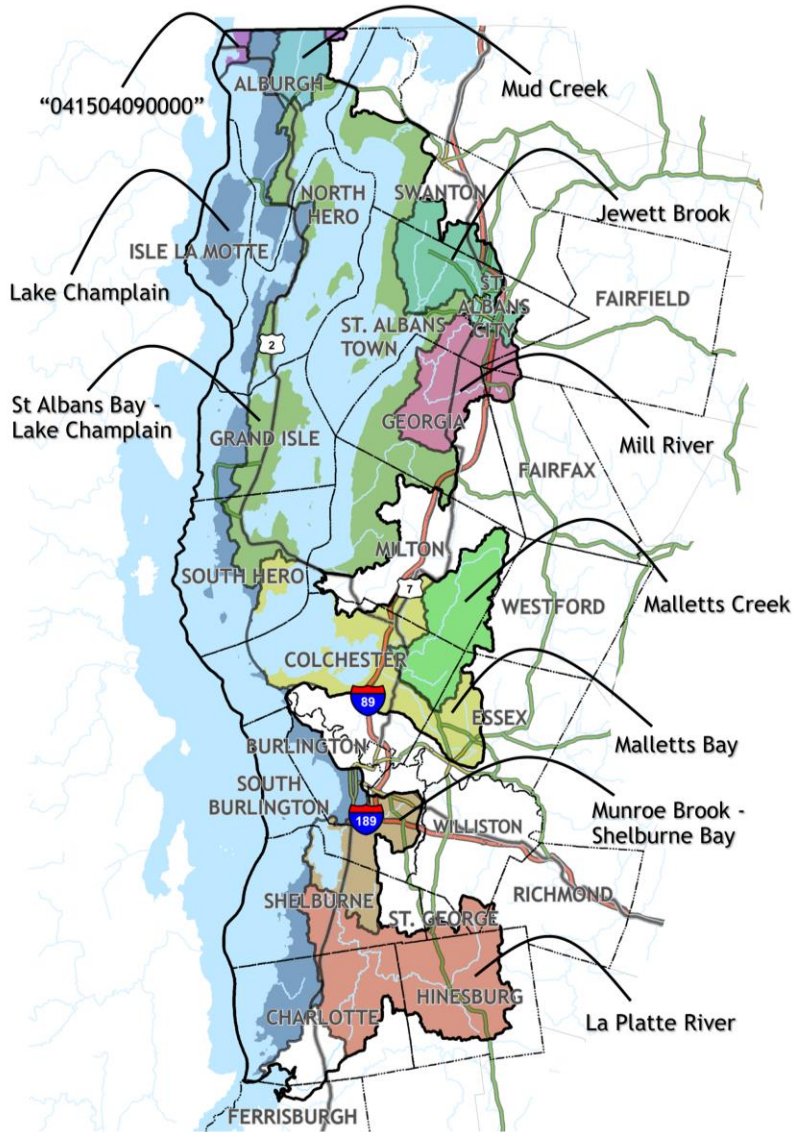 ALBURGH
Mud Creek
"041504090000"
NORTH
HERO
SWANTON
Jewett Brook
ISLE LA MOTTE
Lake Champlain
ST.
ALBANS
CITY
FAIRFIELD
ST. ALBANS
TOWN
2
St Albans Bay -
Lake Champlain
GRAND ISLE
GEORGIA
Mill River
FAIRFAX
MILTON
SOUTH HERO
7
WESTFORD
Malletts Creek
COLCHESTER
89
ESSEX
Malletts Bay
BURLINGTON
SOUTH
BURLINGTON
189
Munroe Brook -
Shelburne Bay
WILLISTON
RICHMOND
SHELBURNE
ST. GEORGE
HINESBURG
CHARLOTTE
La Platte River
FERRISBURGH